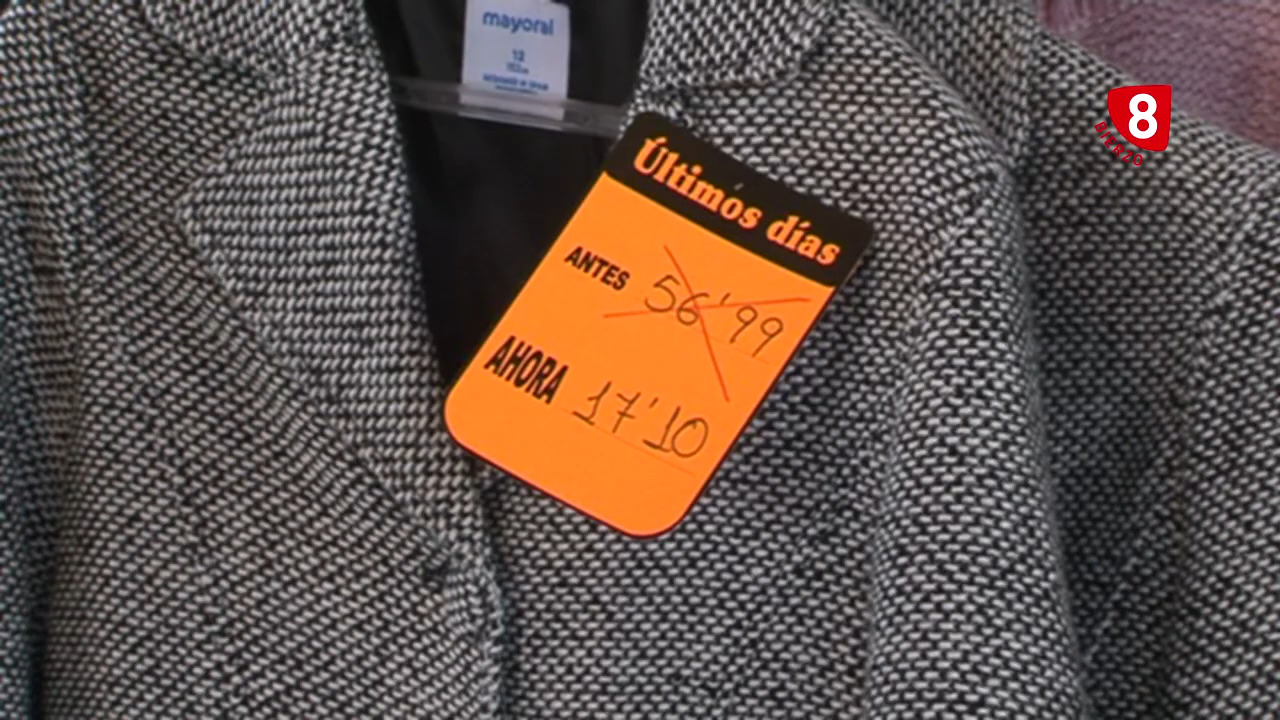 mayoral
12
8
BIERZO
Últimos días
ANTES 56'99
AHORA 17'10